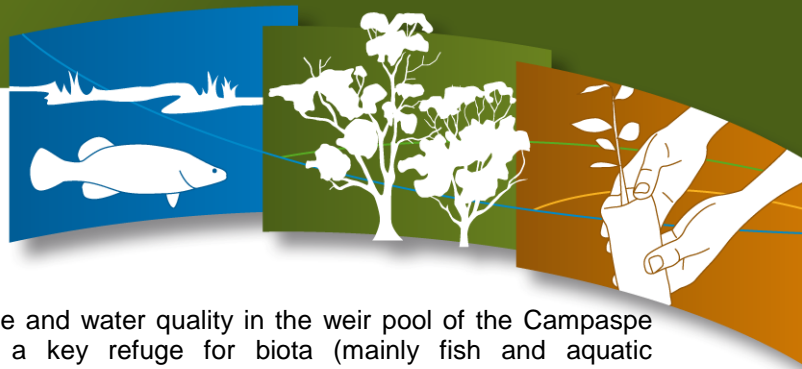 e and water quality in the weir pool of the Campaspe
a key refuge for biota (mainly fish and aquatic